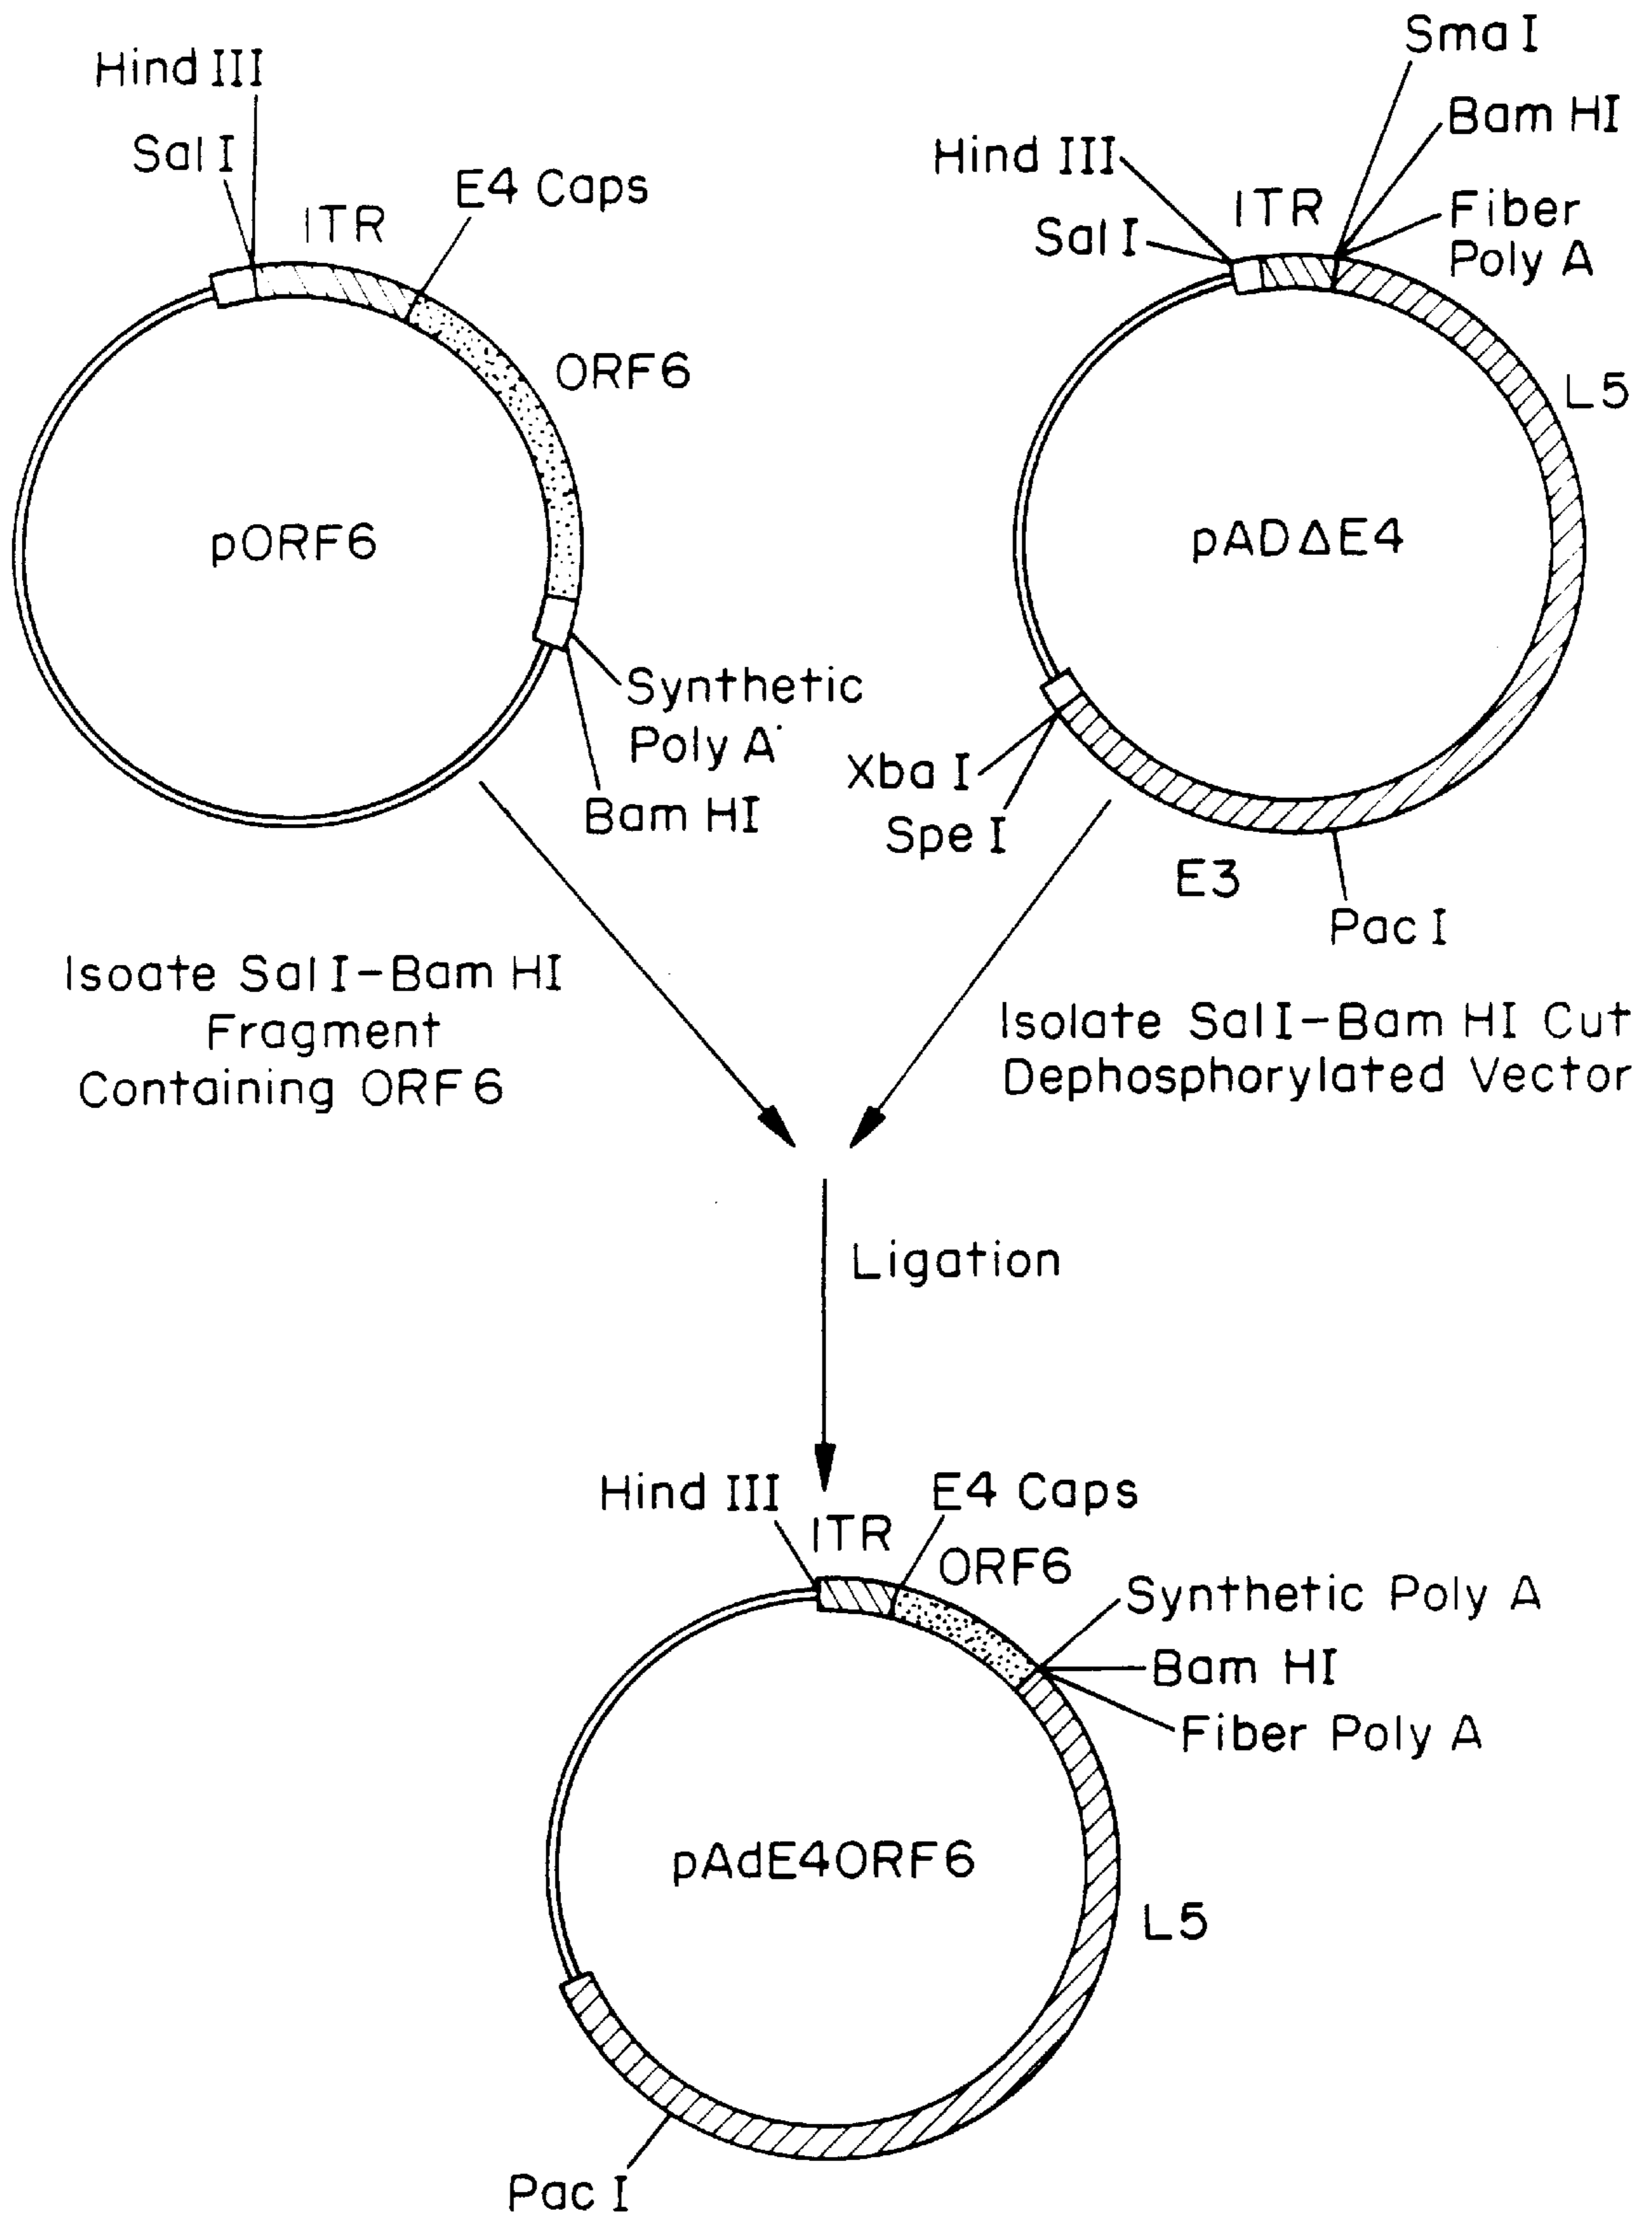 Hind III
Sal I
ITR
E4 Caps
ORF6
pORF6
Synthetic
Poly A
Bam HI
Sma I
Bam HI
Hind III
ITR
Fiber
Poly A
Sal I
L5
pADΔE4
Xba I
Spe I
E3
Pac I
Isoate Sal I-Bam HI
Fragment
Containing ORF6
Isolate Sal I-Bam HI Cut
Dephosphorylated Vector
Ligation
Hind III
ITR
E4 Caps
ORF6
Synthetic Poly A
Bam HI
Fiber Poly A
pAdE4ORF6
L5
Pac I